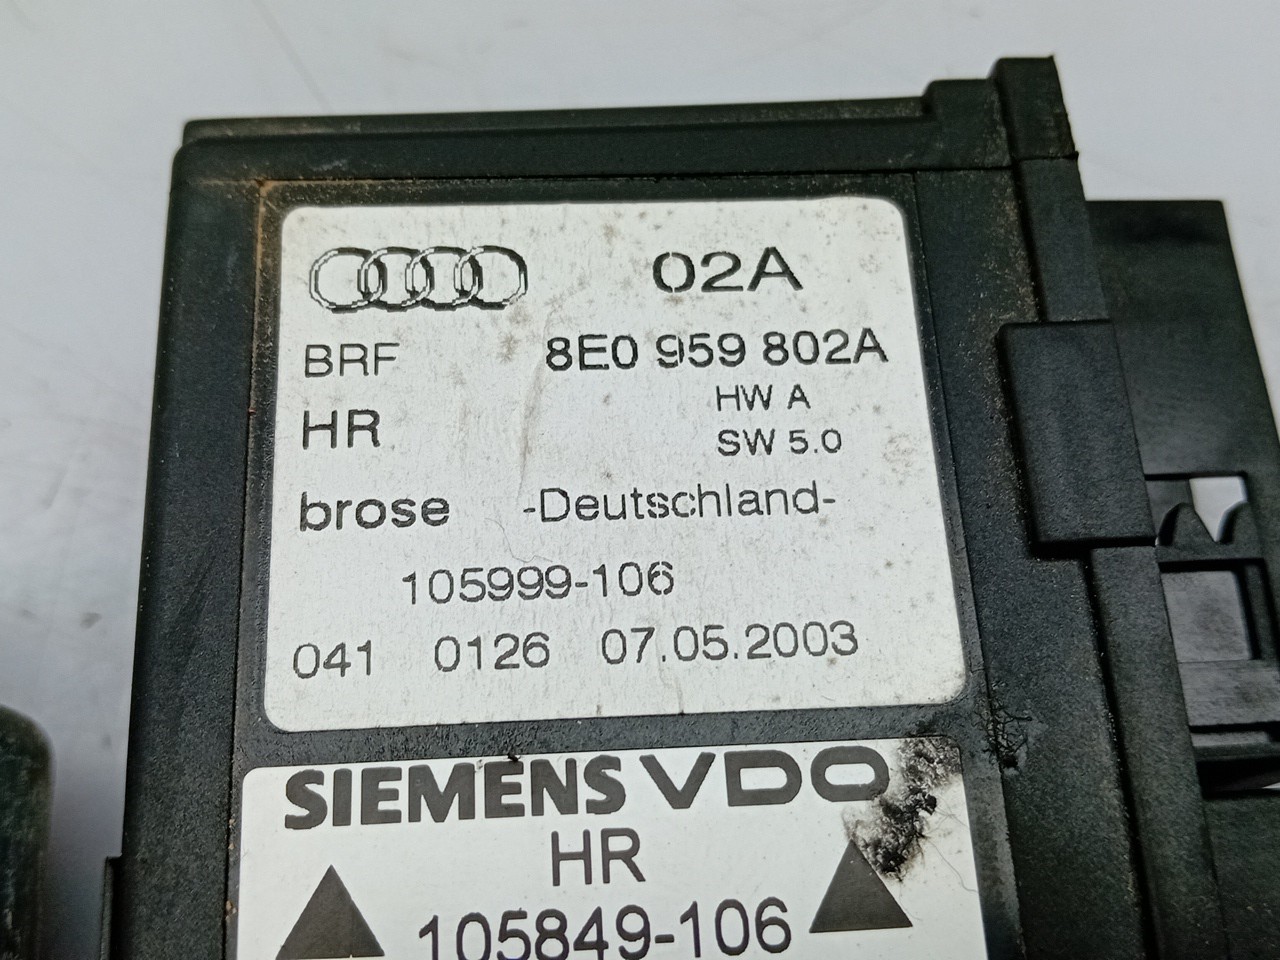 02A
BRF 8E0 959 802A
HW A
HR SW 5.0
brose -Deutschland-
105999-106
041 0126 07.05.2003
SIEMENS VDO
HR
105849-106